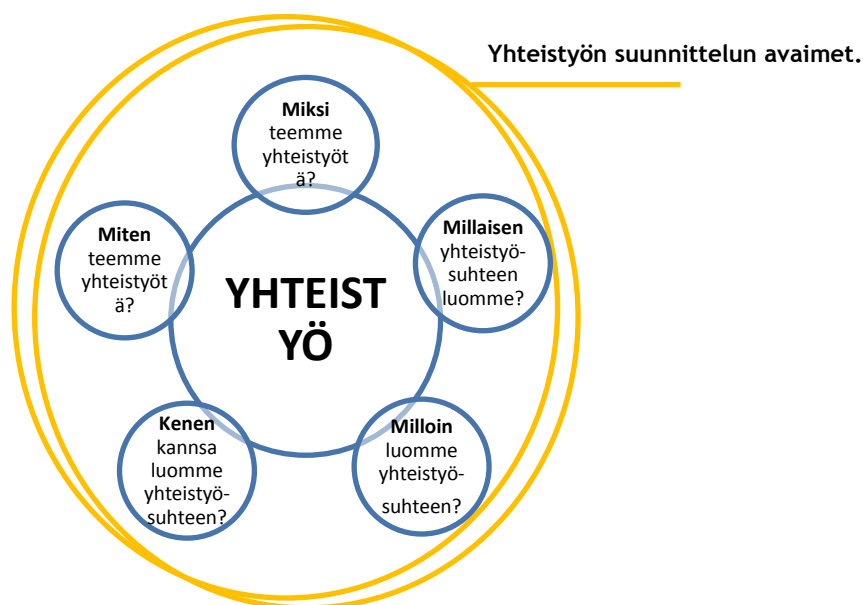 Yhteistyön suunnittelun avaimet.
Miksi
teemme
yhteistyöt
ä?
Millaisen
yhteistyö-
suhteen
luomme?
Milloin
luomme
yhteistyö-
suhteen?
Kenen
kannsa
luomme
yhteistyö-
suhteen?
Miten
teemme
yhteistyöt
ä?
YHTEIST
YÖ